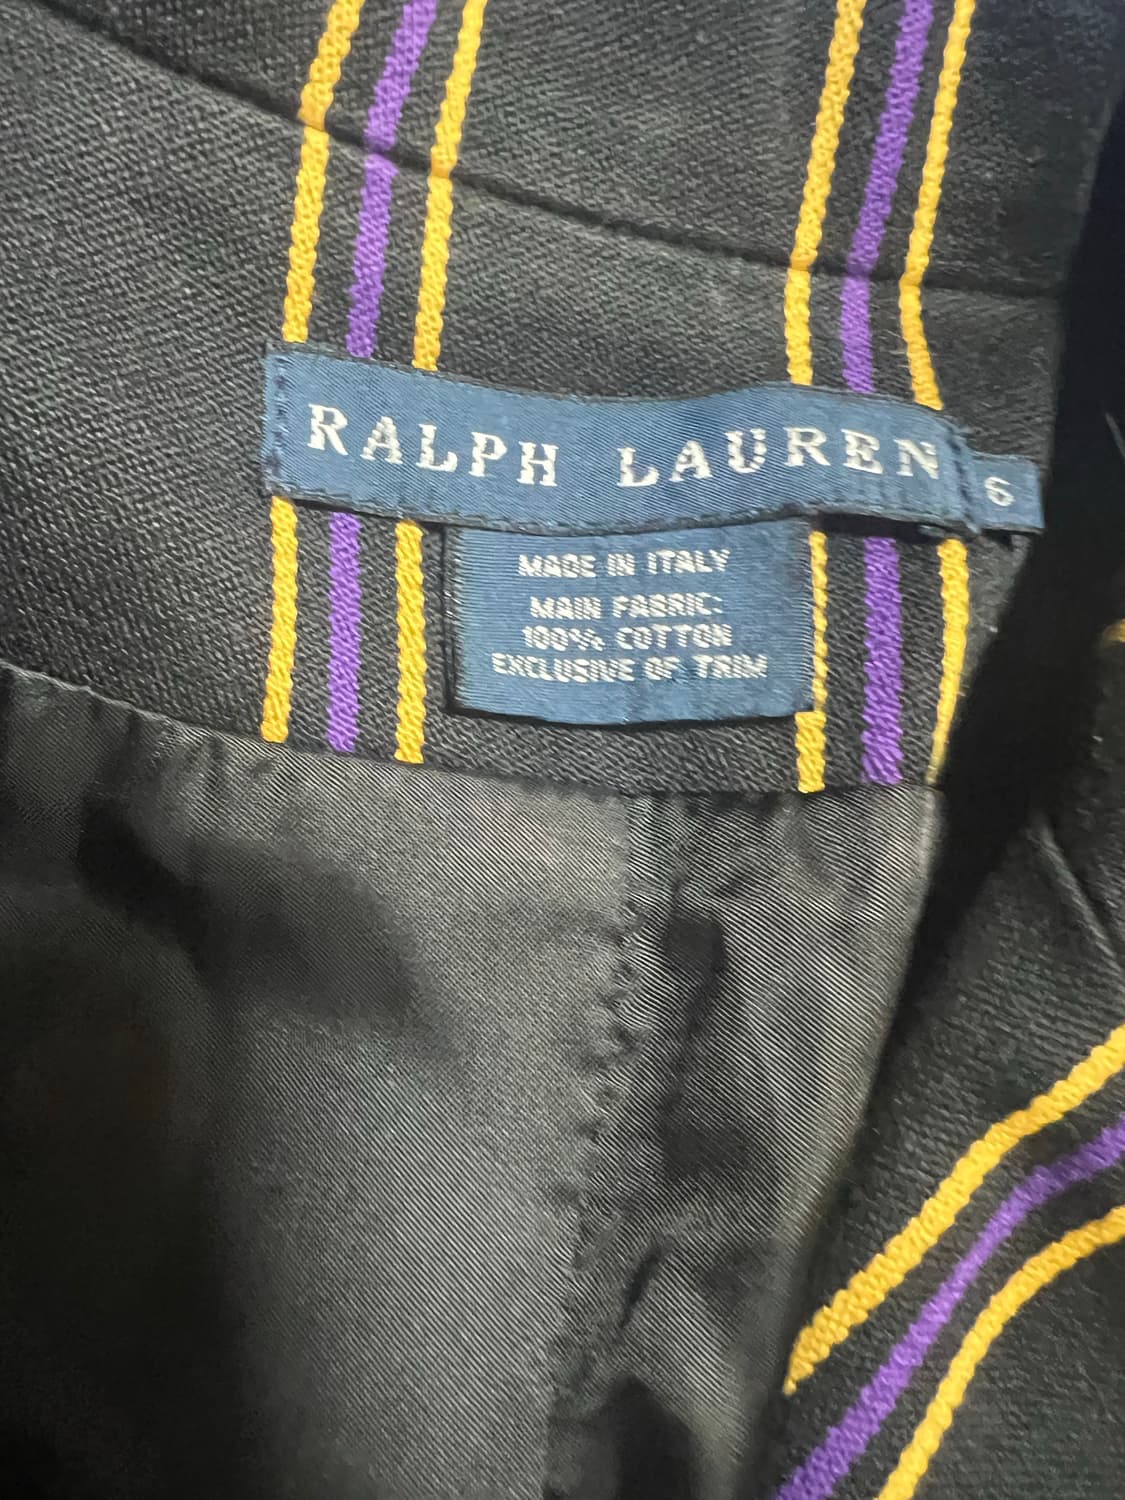 RALPH LAUREN
6
MADE IN ITALY
MAIN FABRIC:
100% COTTON
EXCLUSIVE OF TRIM